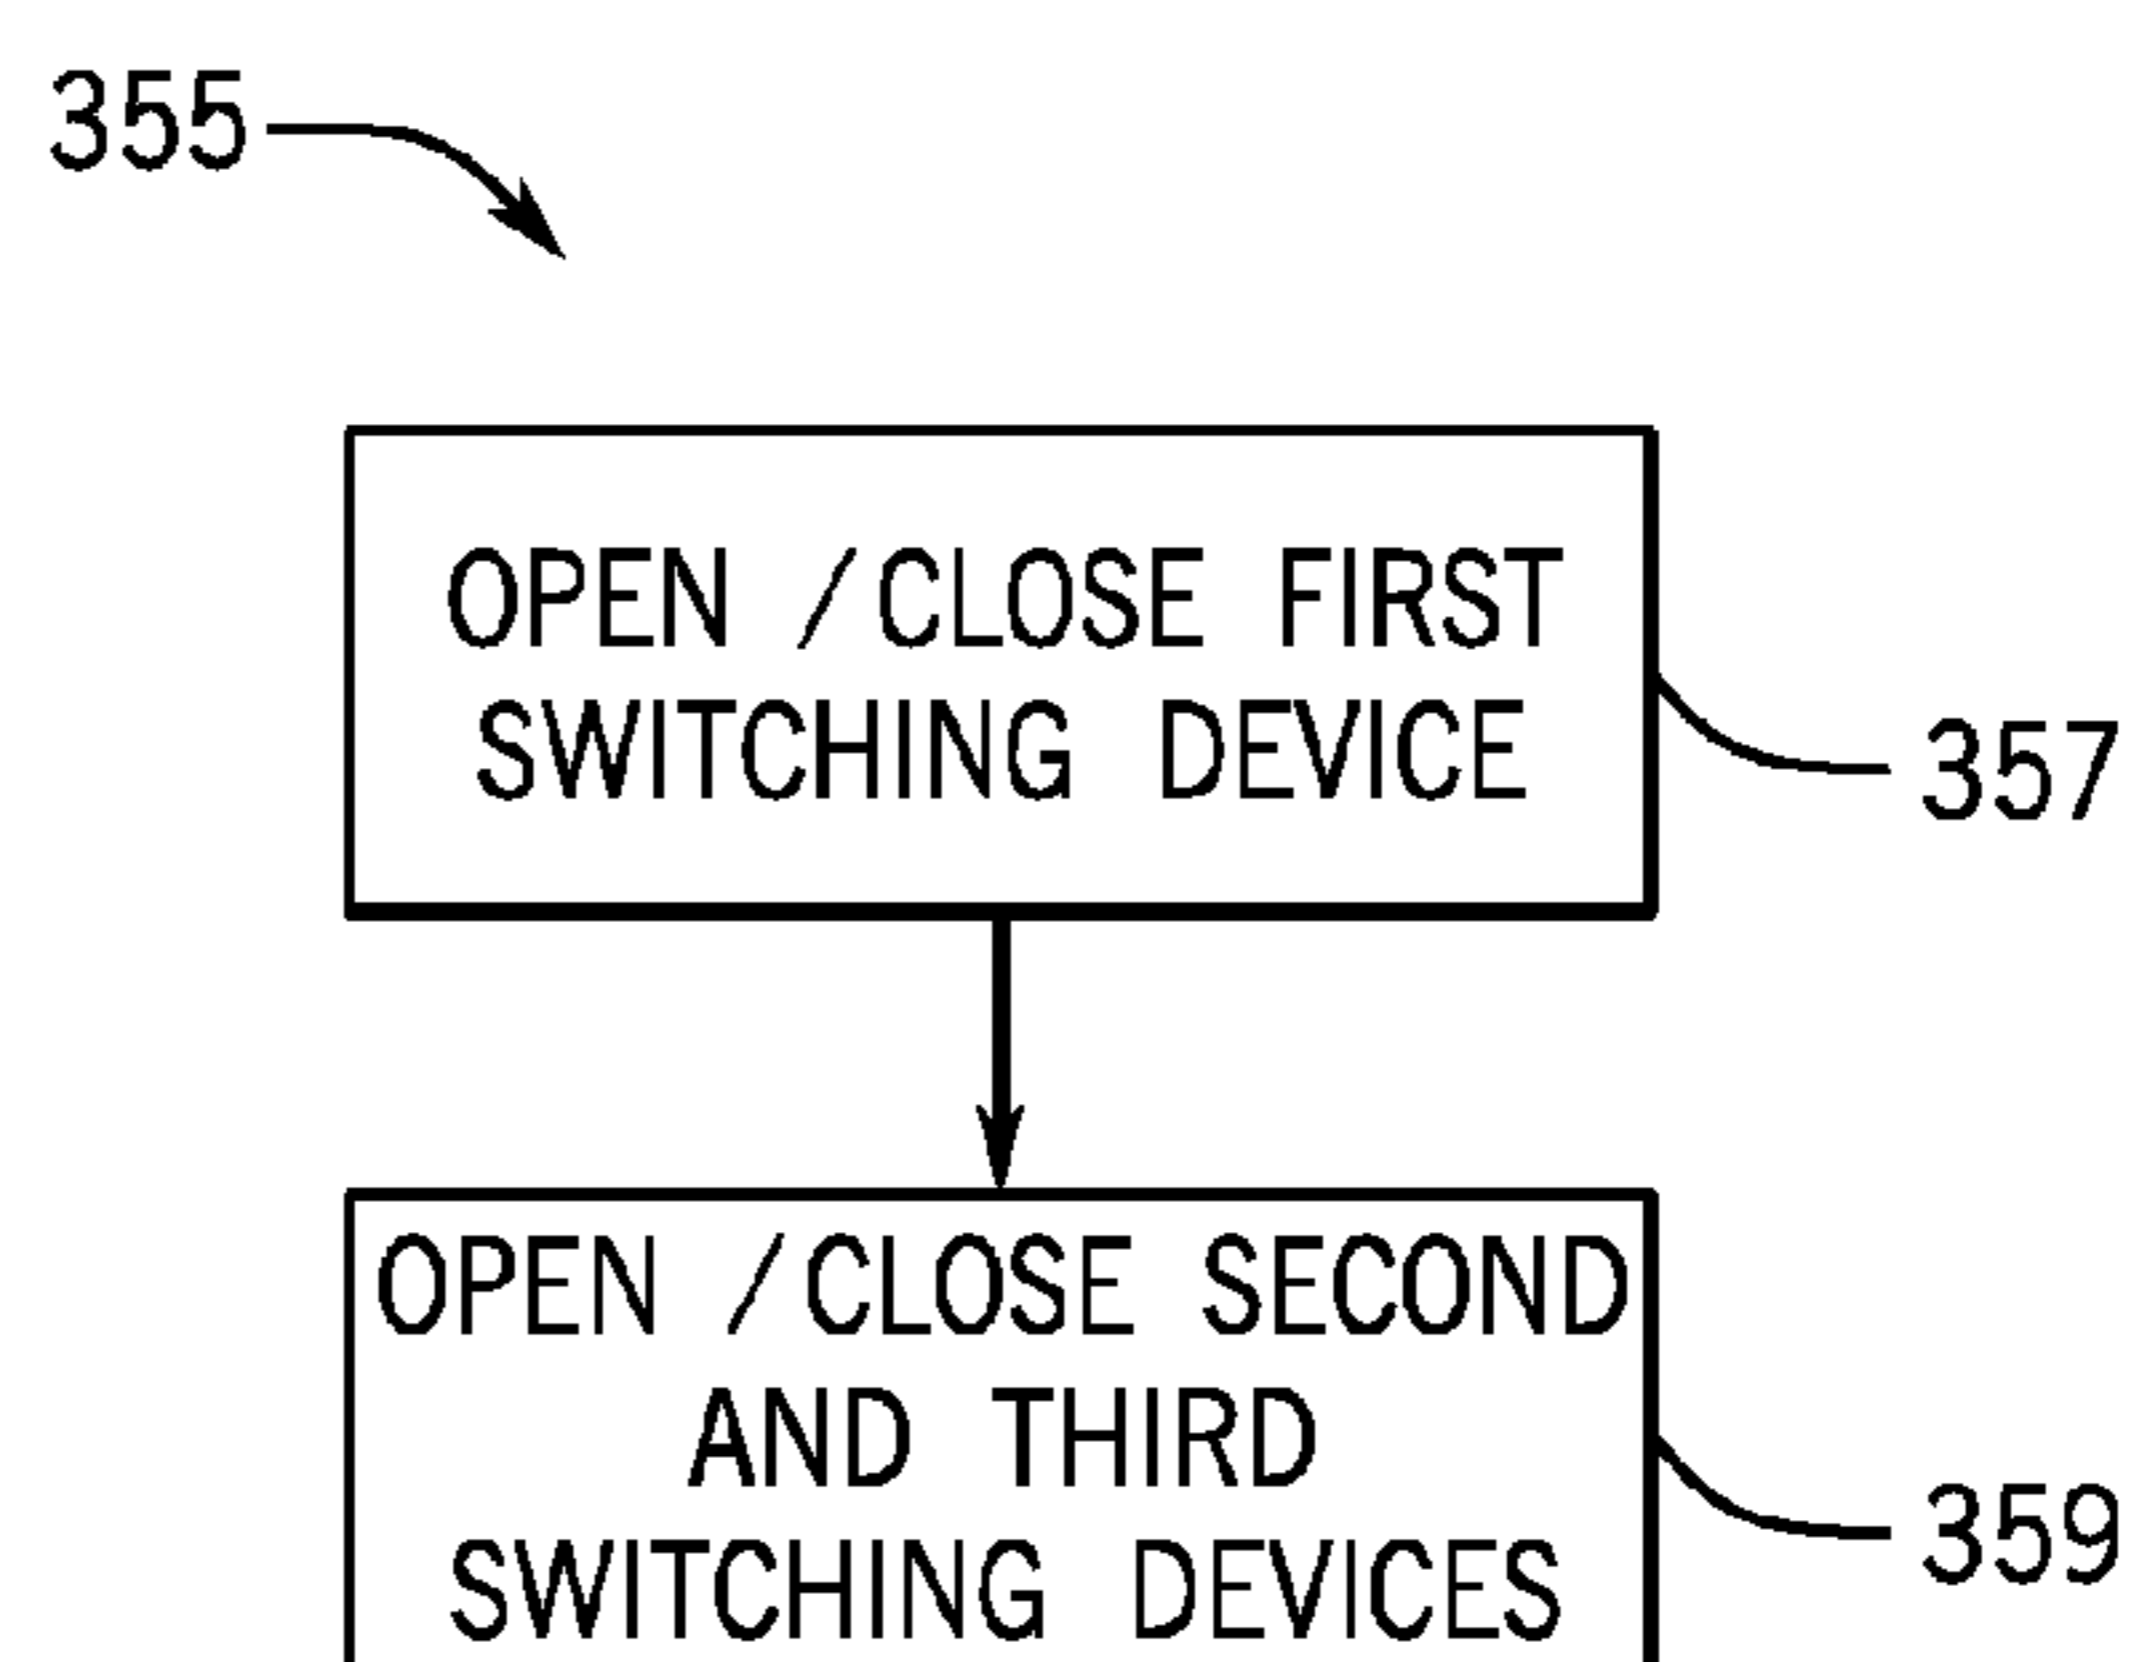 355
OPEN /CLOSE FIRST
SWITCHING DEVICE
357
OPEN /CLOSE SECOND
AND THIRD
SWITCHING DEVICES
359